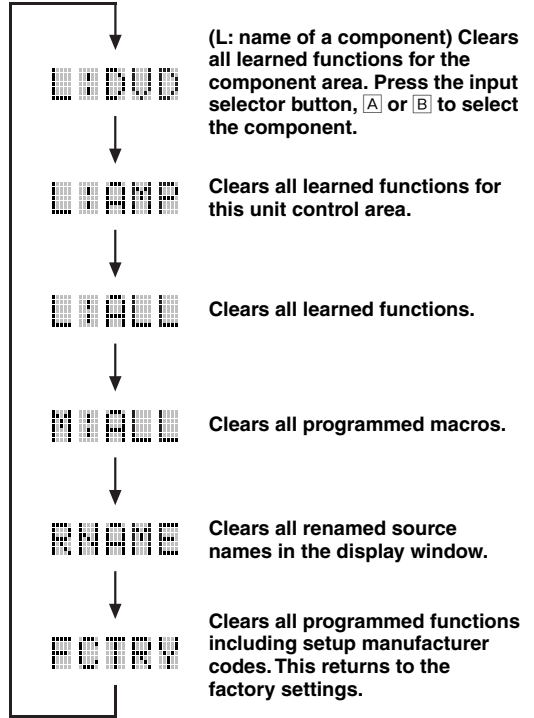 (L: name of a component) Clears
all learned functions for the
component area. Press the input
selector button, A or B to select
the component.
L:DVD
Clears all learned functions for
this unit control area.
L:AMP
Clears all learned functions.
L:ALL
Clears all programmed macros.
M:ALL
Clears all renamed source
names in the display window.
RNAME
Clears all programmed functions
including setup manufacturer
codes. This returns to the
factory settings.
FCTRY